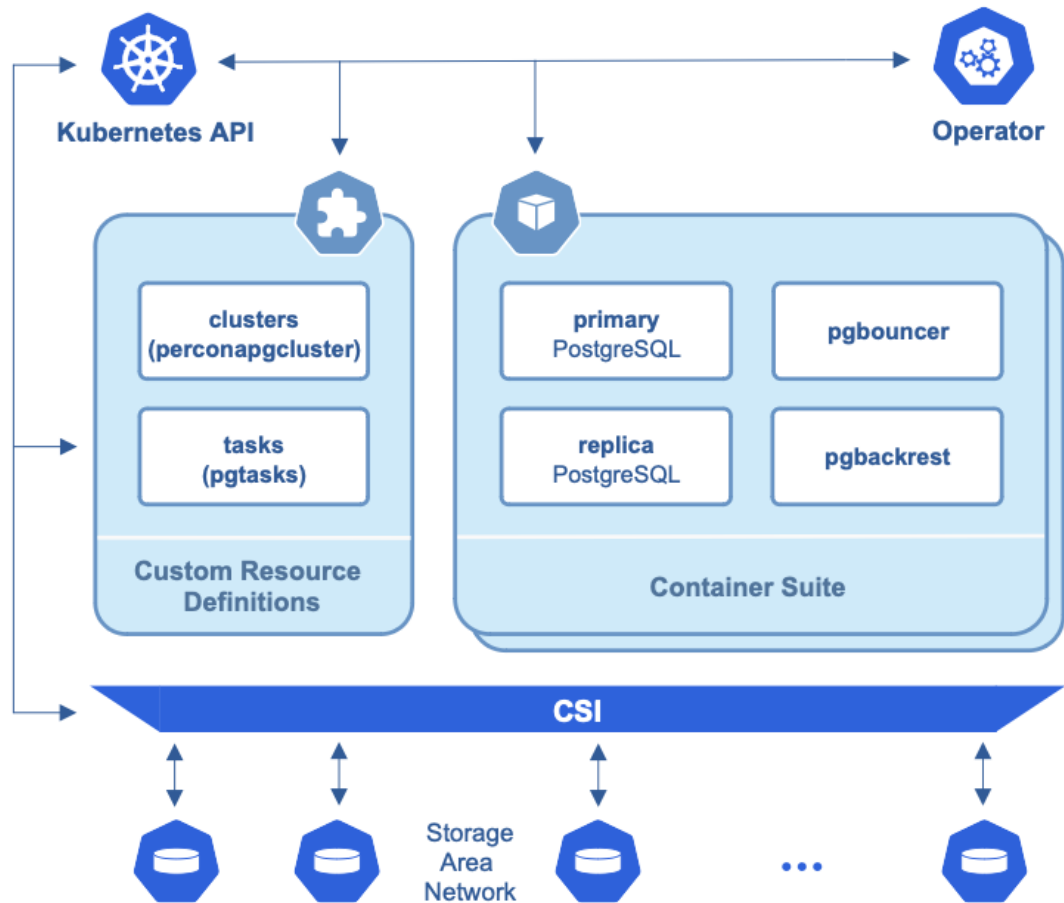 Kubernetes API
Operator
clusters
(perconapgcluster)
tasks
(pgtasks)
Custom Resource
Definitions
primary
PostgreSQL
pgbouncer
replica
PostgreSQL
pgbackrest
Container Suite
CSI
Storage
Area
Network
...